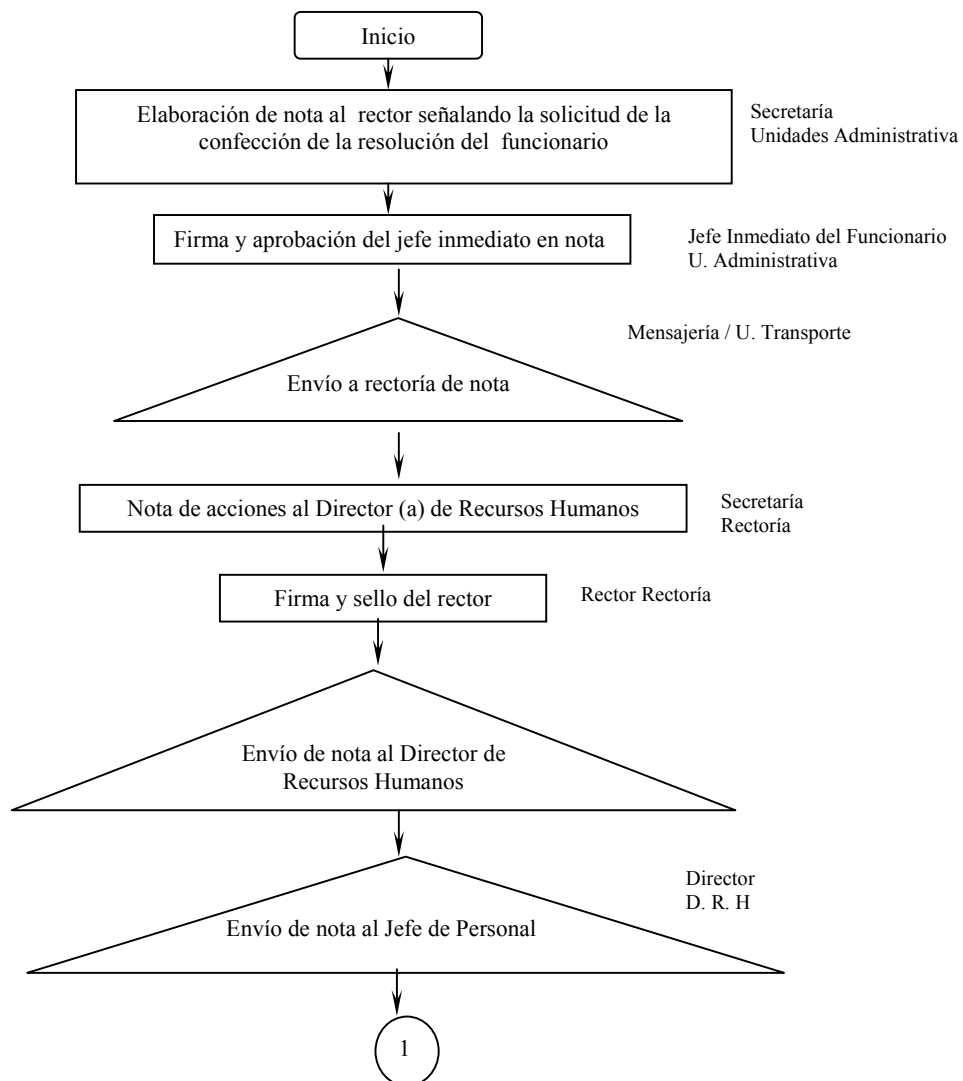 Inicio
Elaboración de nota al rector señalando la solicitud de la
confección de la resolución del funcionario
Secretaría
Unidades Administrativa
Firma y aprobación del jefe inmediato en nota
Jefe Inmediato del Funcionario
U. Administrativa
Mensajería / U. Transporte
Envío a rectoría de nota
Nota de acciones al Director (a) de Recursos Humanos
Secretaría
Rectoría
Firma y sello del rector
Rector Rectoría
Envío de nota al Director de
Recursos Humanos
Director
D. R. H
Envío de nota al Jefe de Personal
1